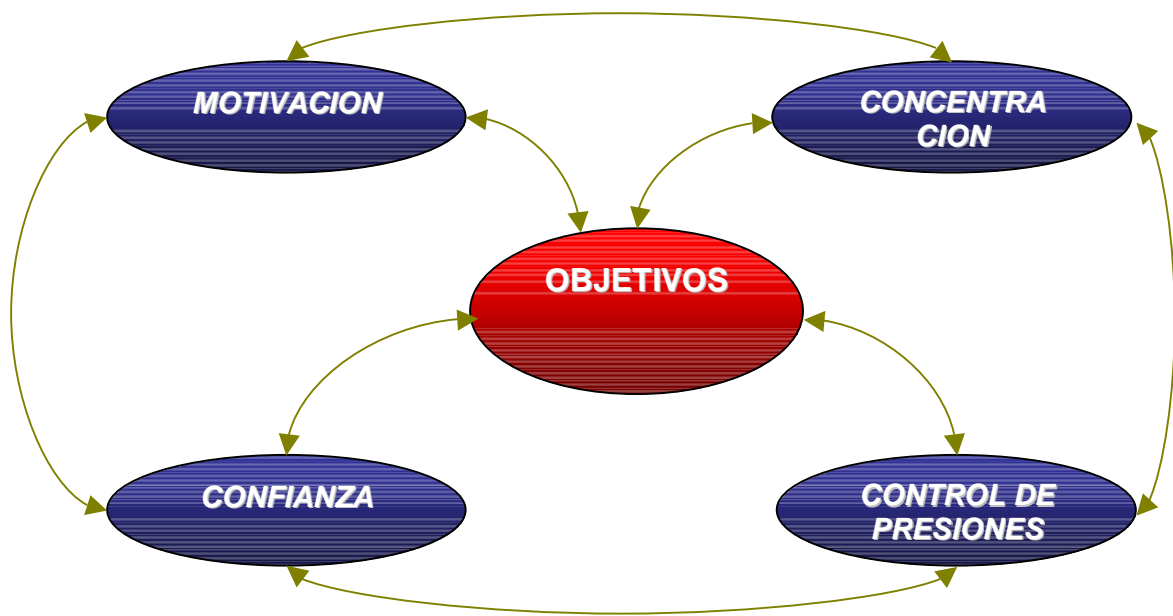 MOTIVACION
CONCENTRA
CION
OBJETIVOS
CONFIANZA
CONTROL DE
PRESIONES